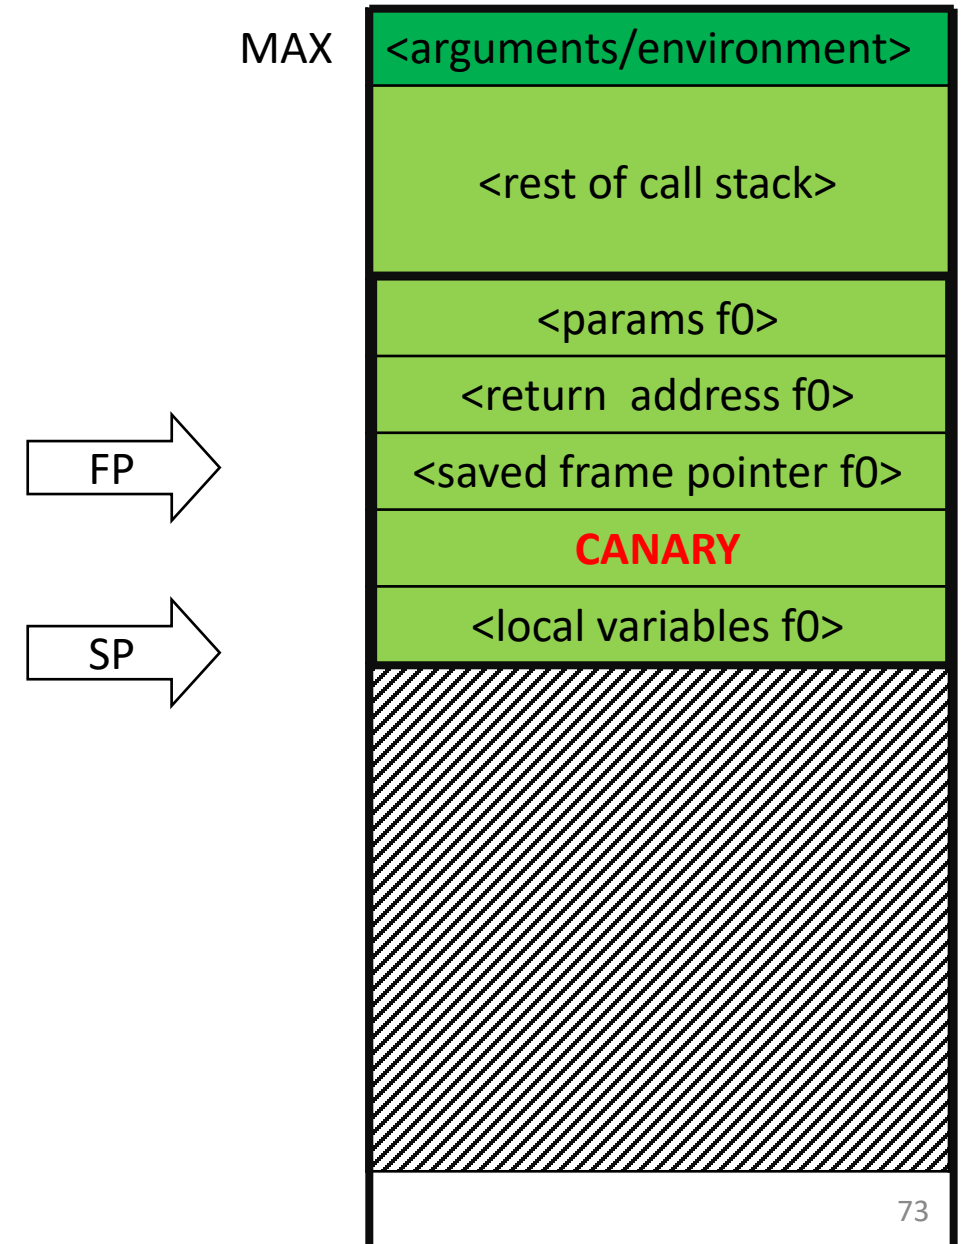 MAX
<arguments/environment>
<rest of call stack>
<params f0>
<return address f0>
FP
<saved frame pointer f0>
CANARY
<local variables f0>
SP
73